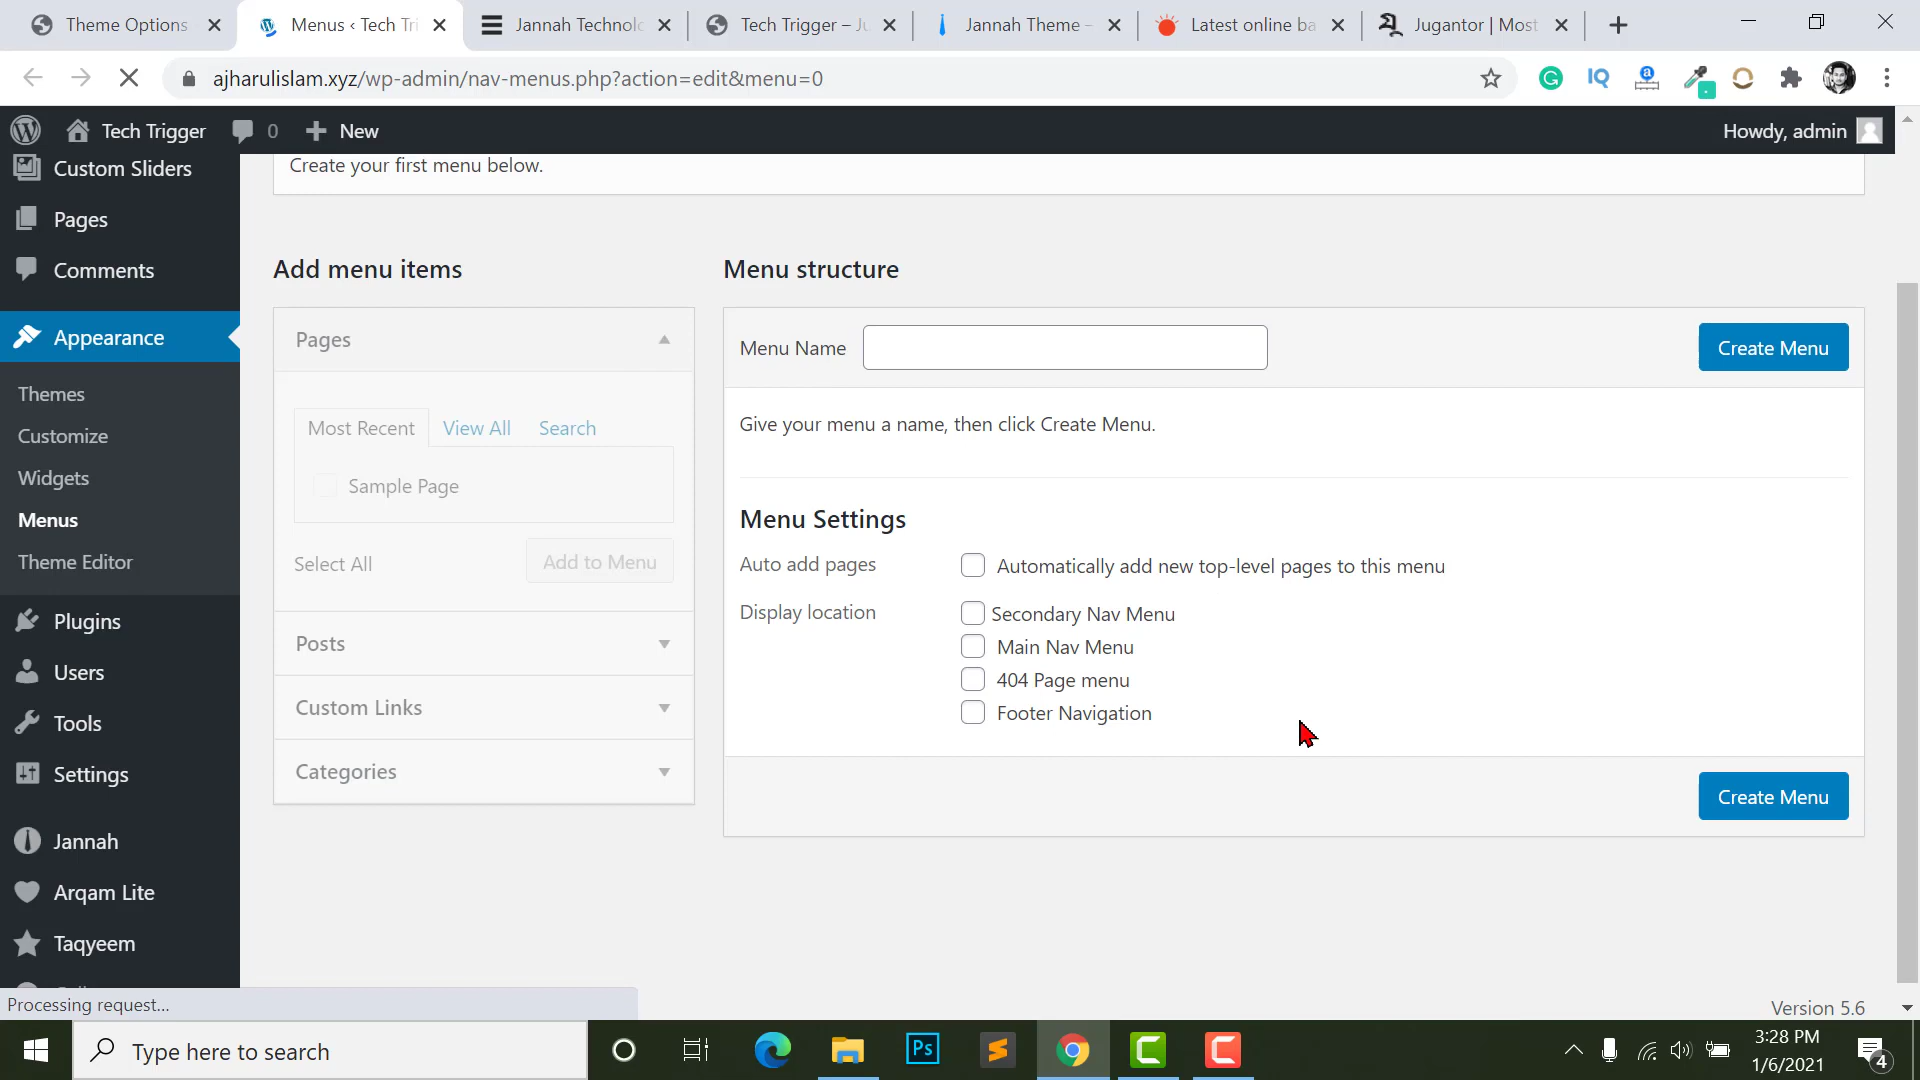 Theme Options
Menus ‹ Tech Tri
Jannah Technolo
Tech Trigger – Ju
Jannah Theme –
Latest online ba
Jugantor | Most
ajharulislam.xyz/wp-admin/nav-menus.php?action=edit&menu=0
Tech Trigger
0
New
Howdy, admin
Custom Sliders
Pages
Comments
Appearance
Themes
Customize
Widgets
Menus
Theme Editor
Plugins
Users
Tools
Settings
Jannah
Arqam Lite
Taqyeem
Processing request...
Create your first menu below.
Add menu items
Pages
Most Recent
View All
Search
Sample Page
Select All
Add to Menu
Posts
Custom Links
Categories
Menu structure
Menu Name
Create Menu
Give your menu a name, then click Create Menu.
Menu Settings
Auto add pages
Automatically add new top-level pages to this menu
Display location
Secondary Nav Menu
Main Nav Menu
404 Page menu
Footer Navigation
Create Menu
Version 5.6
Type here to search
Ps
3:28 PM
1/6/2021
4